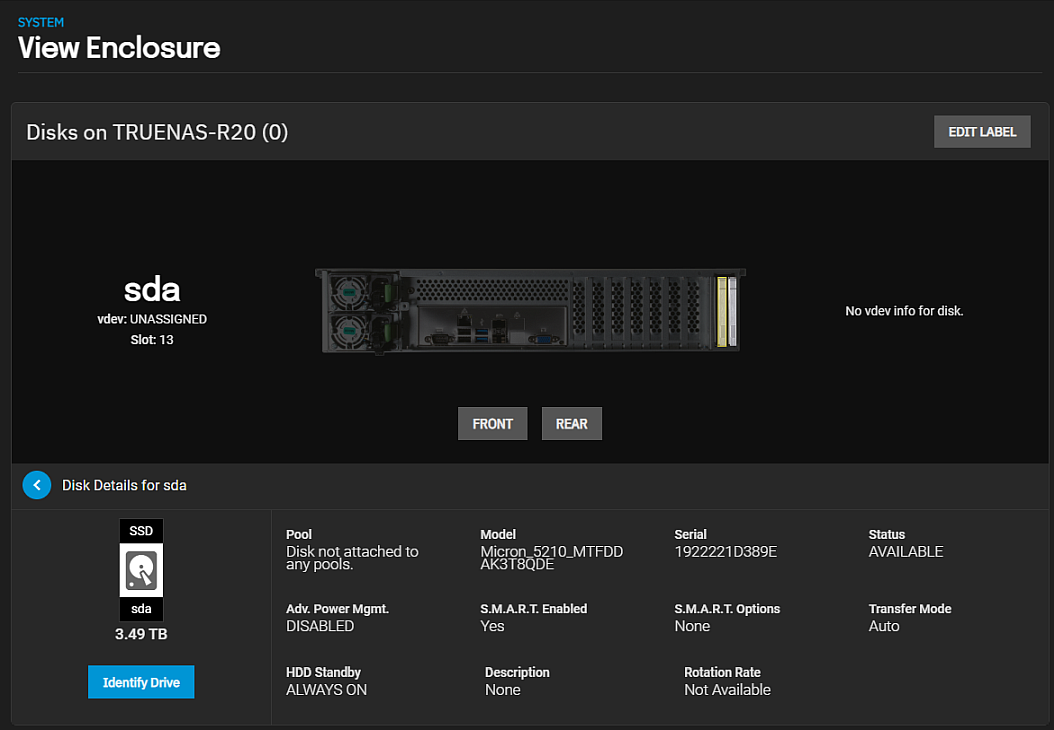 SYSTEM
View Enclosure
Disks on TRUENAS-R20 (0)
EDIT LABEL
sda
vdev: UNASSIGNED
Slot: 13
No vdev info for disk.
FRONT
REAR
Disk Details for sda
SSD
sda
3.49 TB
Identify Drive
Pool
Disk not attached to
any pools.
Model
Micron_5210_MTFDD
AK3T8QDE
Serial
1922221D389E
Status
AVAILABLE
Adv. Power Mgmt.
DISABLED
S.M.A.R.T. Enabled
Yes
S.M.A.R.T. Options
None
Transfer Mode
Auto
HDD Standby
ALWAYS ON
Description
None
Rotation Rate
Not Available